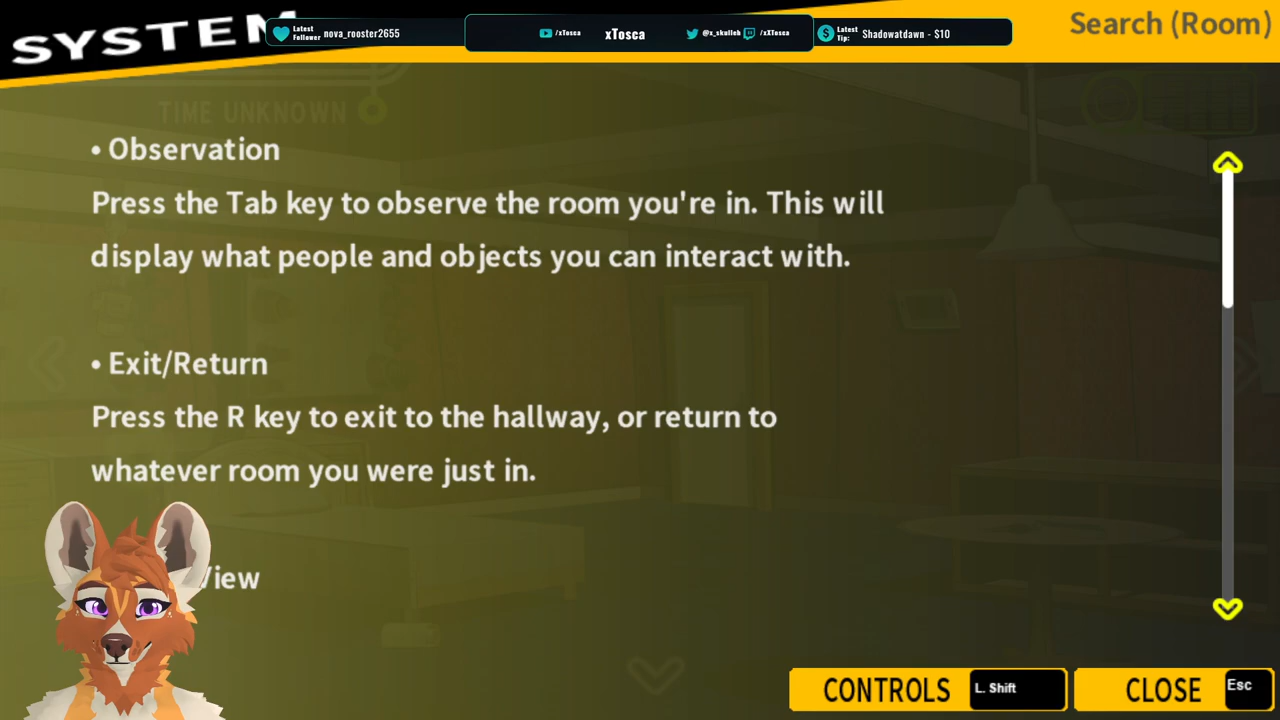 SYSTEM
Latest Follower nova_rooster2655
/xTosca
xTosca
@x_skulleh
/xXTosca
Latest Tip: Shadowatdawn - $10
Search (Room)
TIME UNKNOWN
• Observation
Press the Tab key to observe the room you're in. This will
display what people and objects you can interact with.
• Exit/Return
Press the R key to exit to the hallway, or return to
whatever room you were just in.
View
CONTROLS L. Shift
CLOSE Esc